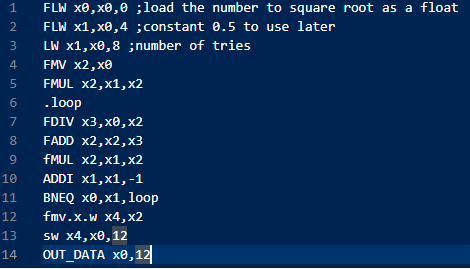 1 FLW x0,x0,0 ;load the number to square root as a float
2 FLW x1,x0,4 ;constant 0.5 to use later
3 LW x1,x0,8 ;number of tries
4 FMV x2,x0
5 FMUL x2,x1,x2
6 .loop
7 FDIV x3,x0,x2
8 FADD x2,x2,x3
9 fMUL x2,x1,x2
10 ADDI x1,x1,-1
11 BNEQ x0,x1,loop
12 fmv.x.w x4,x2
13 sw x4,x0,12
14 OUT_DATA x0,12